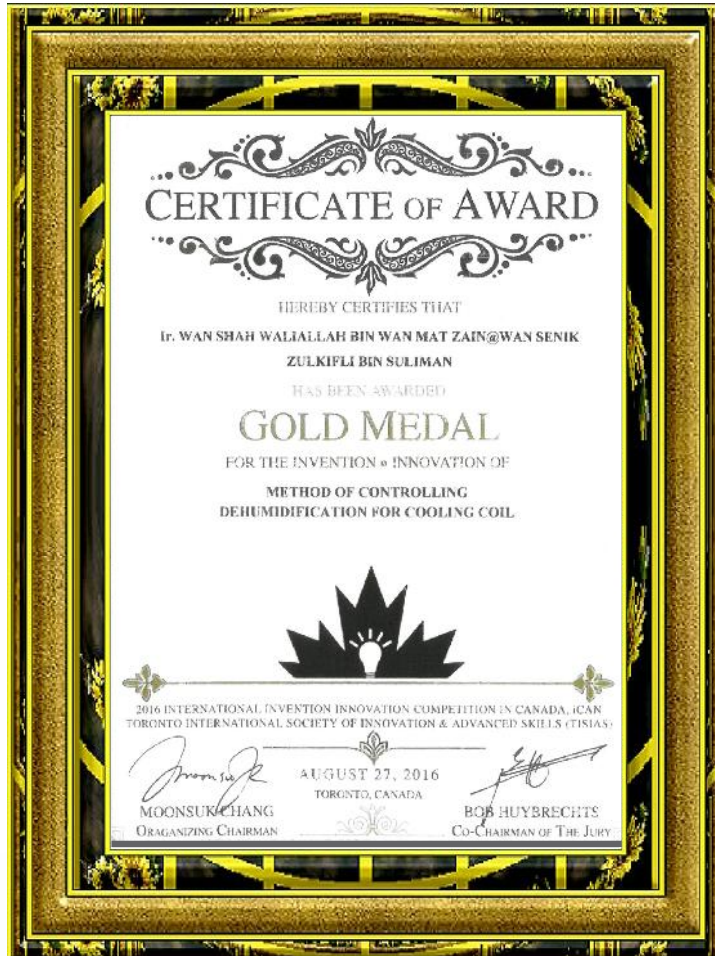 CERTIFICATE OF AWARD
HEREBY CERTIFIES THAT
Ir. WAN SHAH WALIALLAH BIN WAN MAT ZAIN@WAN SENIK
ZULKIFLI BIN SULIMAN
HAS BEEN AWARDED
GOLD MEDAL
FOR THE INVENTION & INNOVATION OF
METHOD OF CONTROLLING
DEHUMIDIFICATION FOR COOLING COIL
2016 INTERNATIONAL INVENTION INNOVATION COMPETITION IN CANADA, iCAN
TORONTO INTERNATIONAL SOCIETY OF INNOVATION & ADVANCED SKILLS (TISIAS)
AUGUST 27, 2016
TORONTO, CANADA
MOONSUK CHANG
ORAGANIZING CHAIRMAN
BOB HUYBRECHTS
CO-CHAIRMAN OF THE JURY